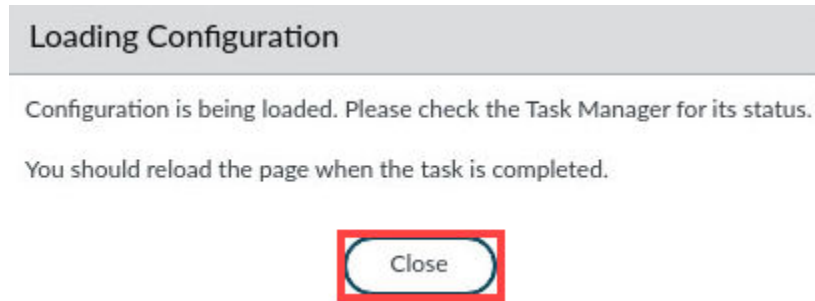 Loading Configuration
Configuration is being loaded. Please check the Task Manager for its status.
You should reload the page when the task is completed.
Close